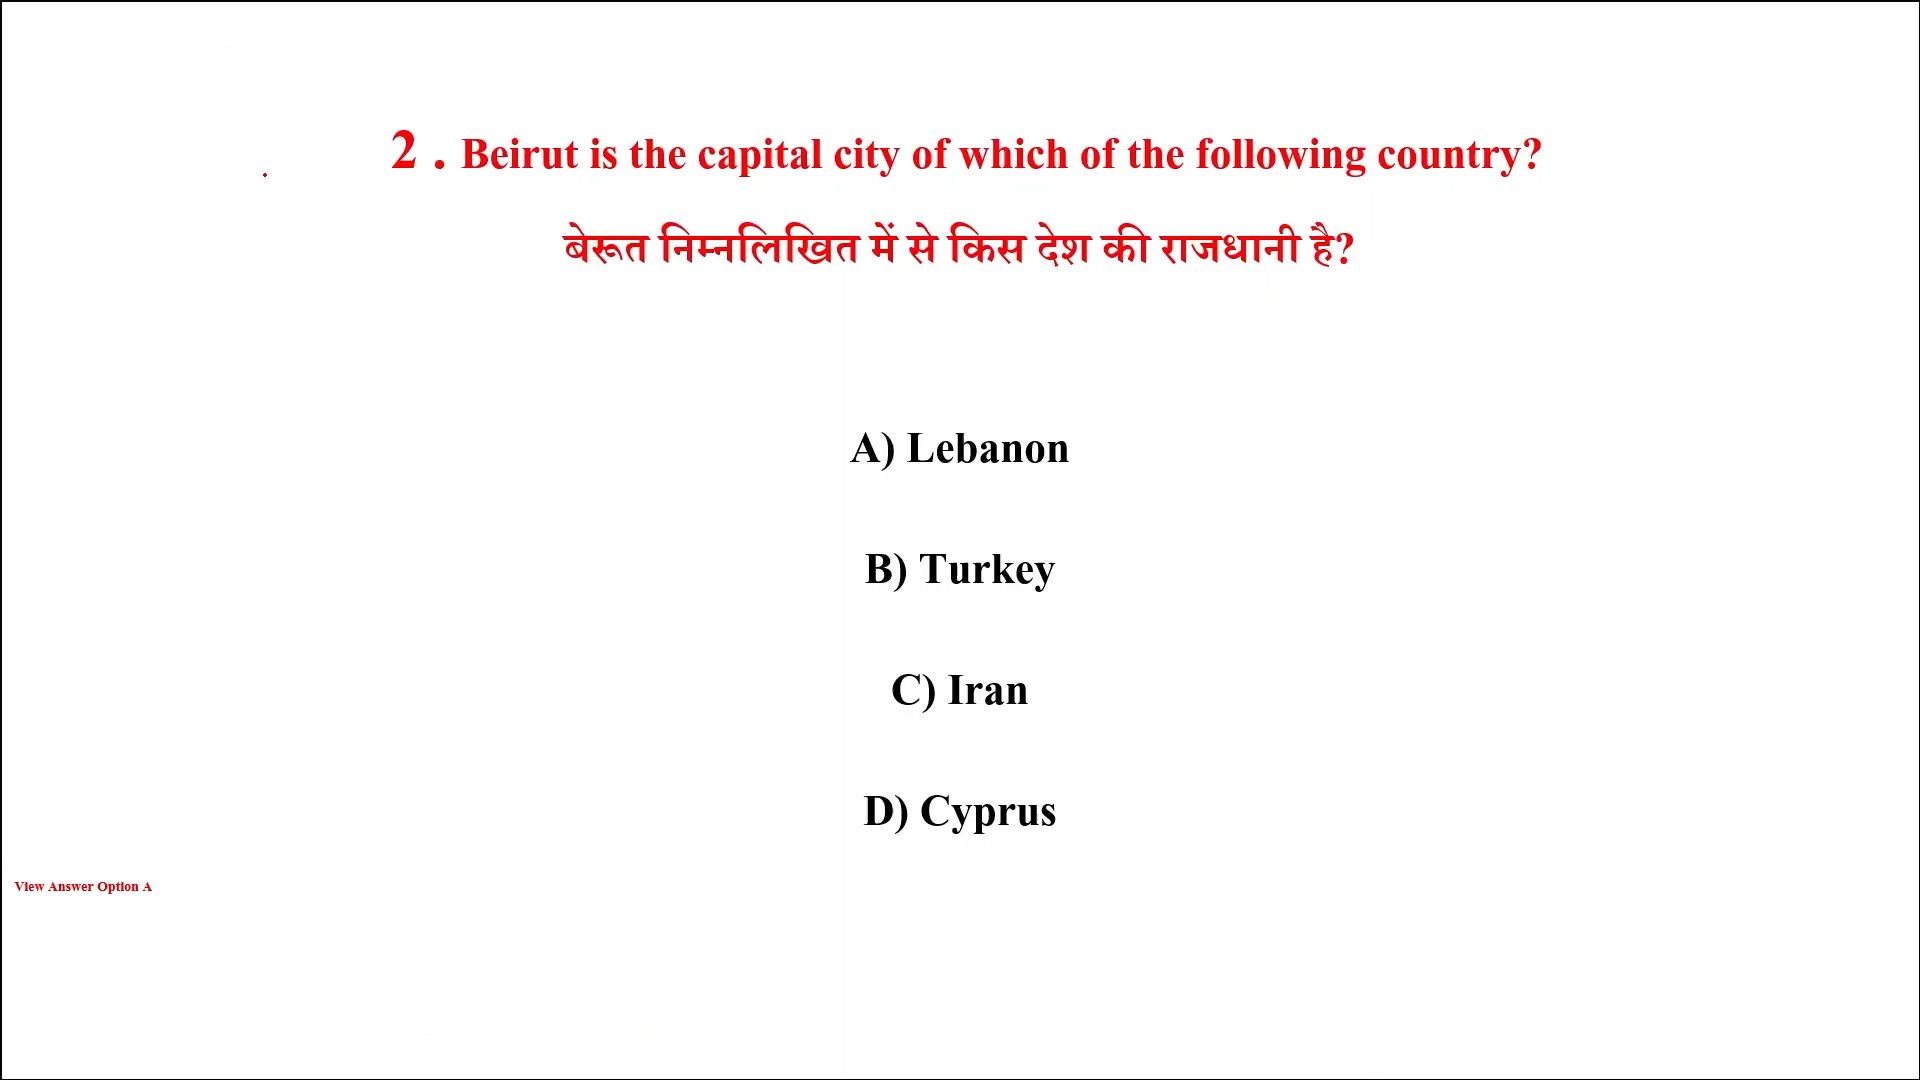 2 . Beirut is the capital city of which of the following country?
बेरूत निम्नलिखित में से किस देश की राजधानी है?
A) Lebanon
B) Turkey
C) Iran
D) Cyprus
View Answer Option A